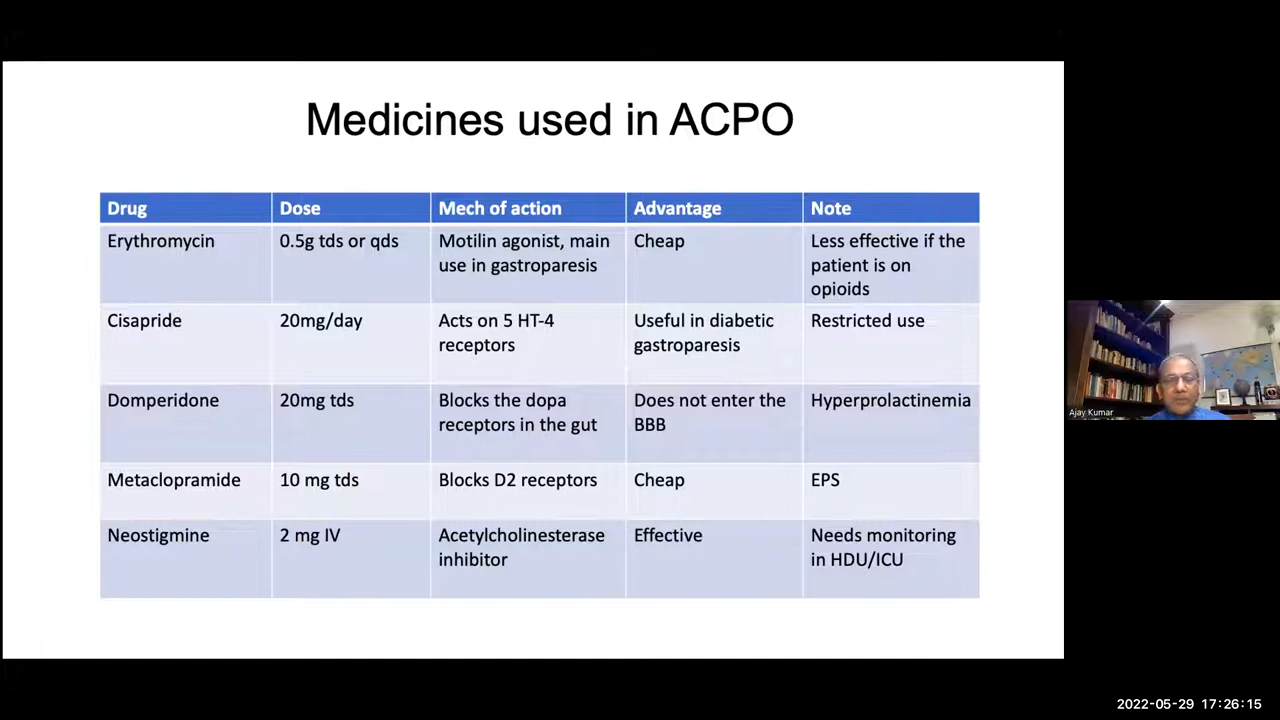 Medicines used in ACPO
Drug Dose Mech of action Advantage Note
Erythromycin 0.5g tds or qds Motilin agonist, main Cheap Less effective if the
use in gastroparesis patient is on
opioids
Cisapride 20mg/day Acts on 5 HT-4 Useful in diabetic Restricted use
receptors gastroparesis
Domperidone 20mg tds Blocks the dopa Does not enter the Hyperprolactinemia
receptors in the gut BBB
Metaclopramide 10 mg tds Blocks D2 receptors Cheap EPS
Neostigmine 2 mg IV Acetylcholinesterase Effective Needs monitoring
inhibitor in HDU/ICU
Ajay Kumar
2022-05-29 17:26:15